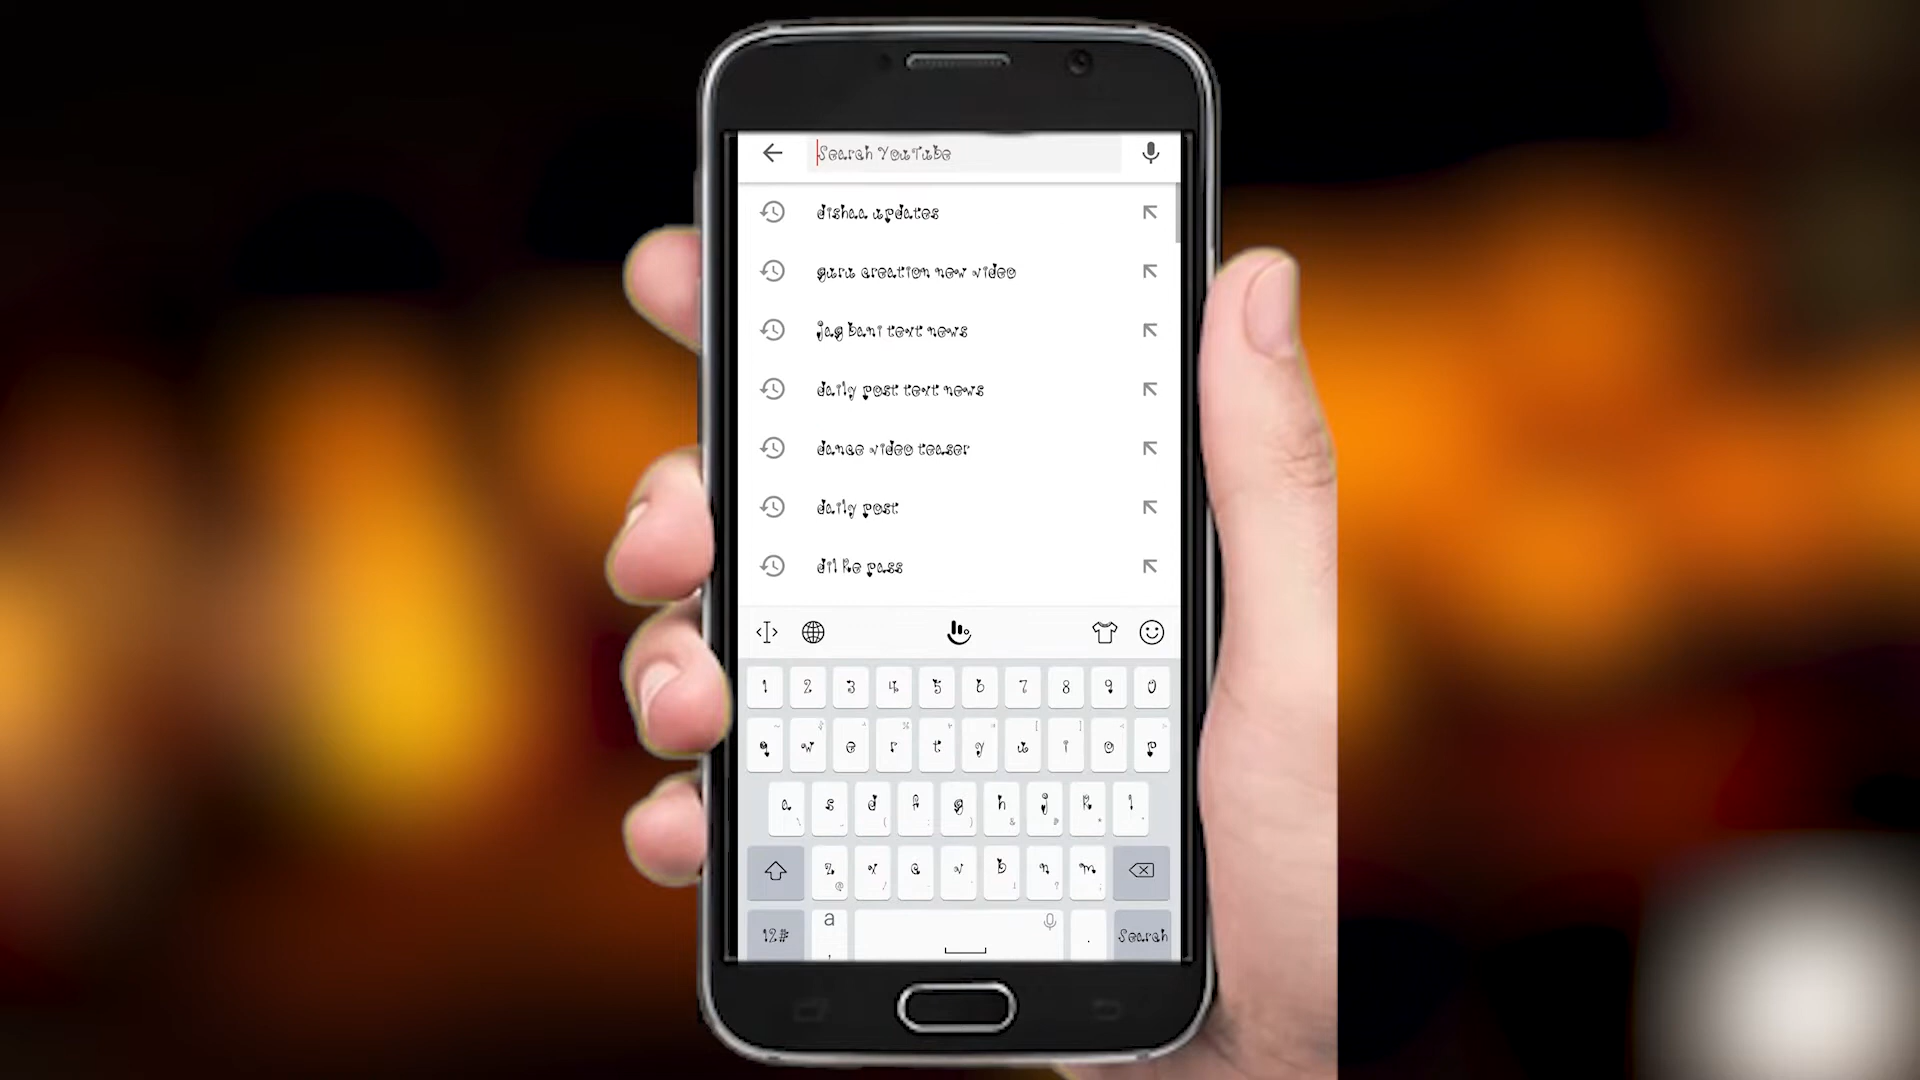 Search YouTube
dishaa updates
guru creation new video
jag bani text news
daily post text news
dance video teaser
daily post
dil ke pass
1 2 3 4 5 6 7 8 9 0
q w e r t y u i o p
a s d f g h j k l
z x c v b n m
12# a , . Search